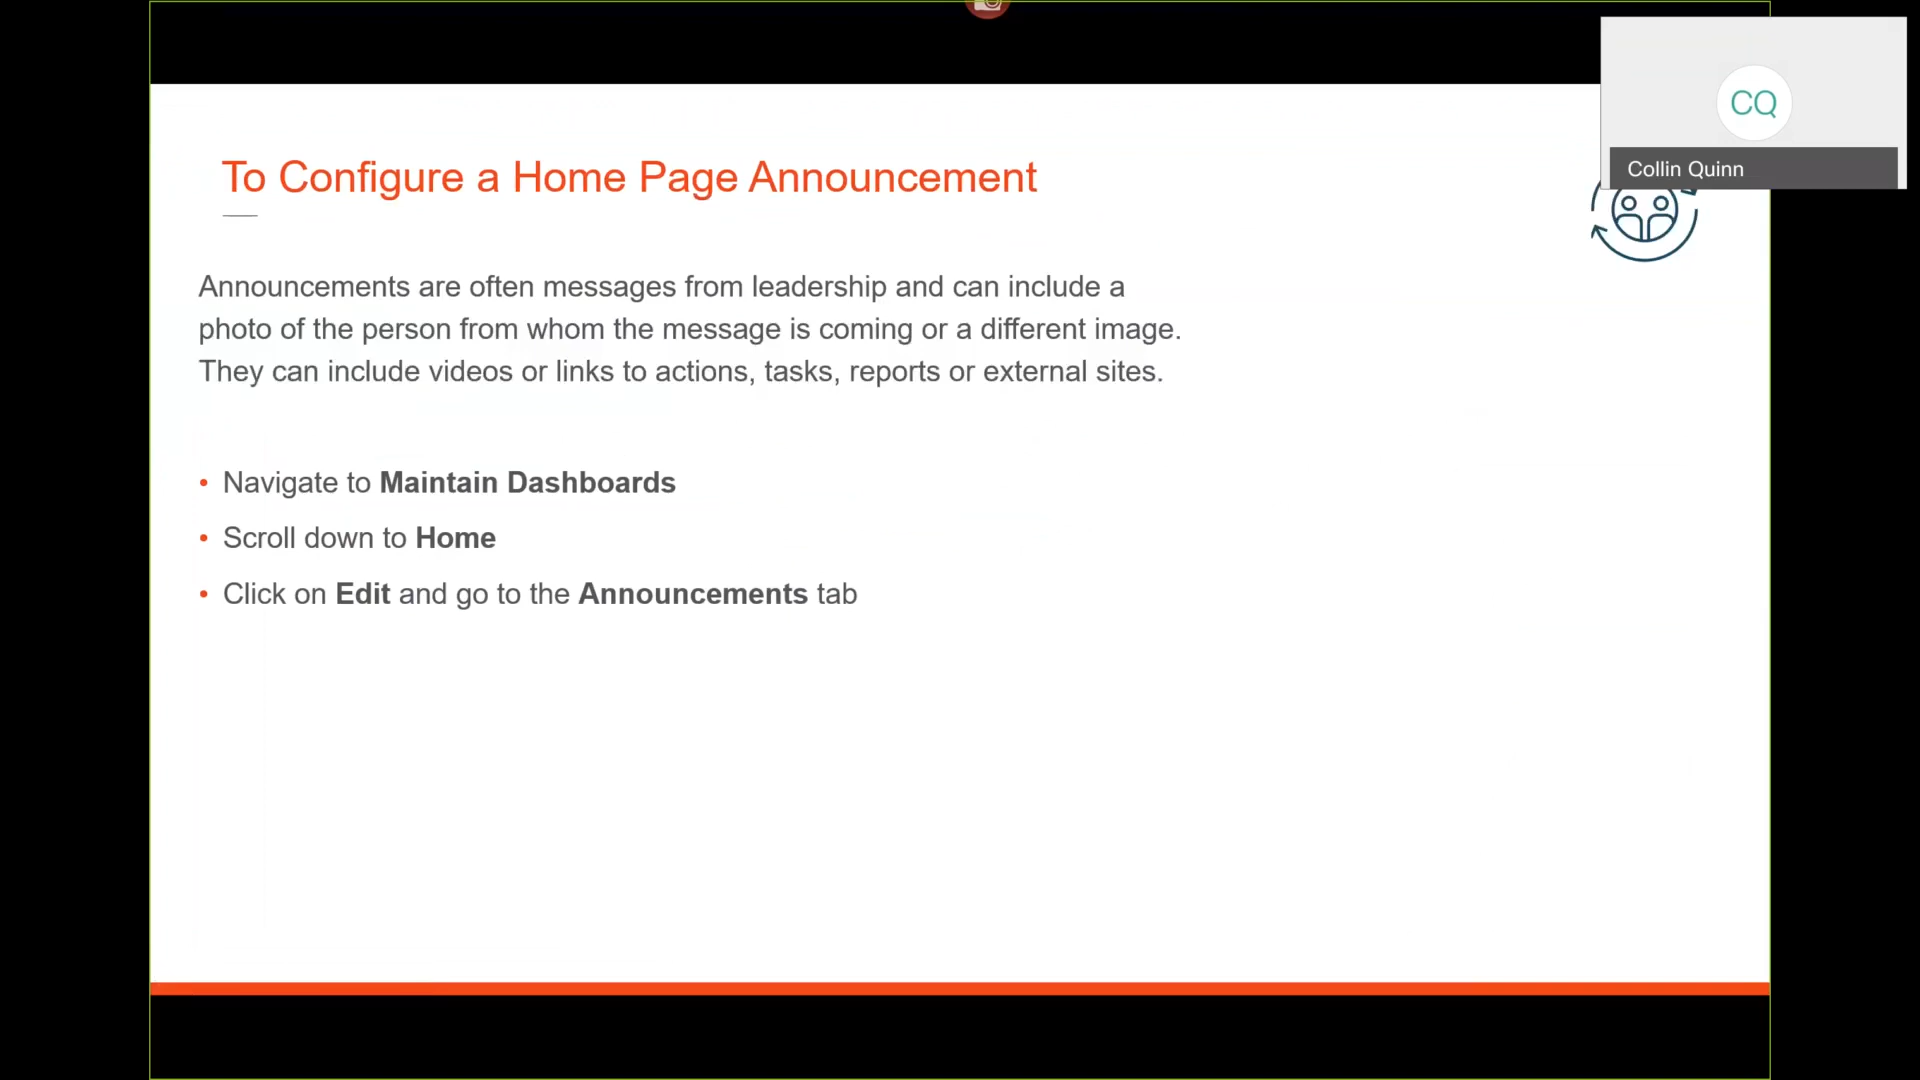 CQ
Collin Quinn
To Configure a Home Page Announcement
Announcements are often messages from leadership and can include a
photo of the person from whom the message is coming or a different image.
They can include videos or links to actions, tasks, reports or external sites.
• Navigate to Maintain Dashboards
• Scroll down to Home
• Click on Edit and go to the Announcements tab